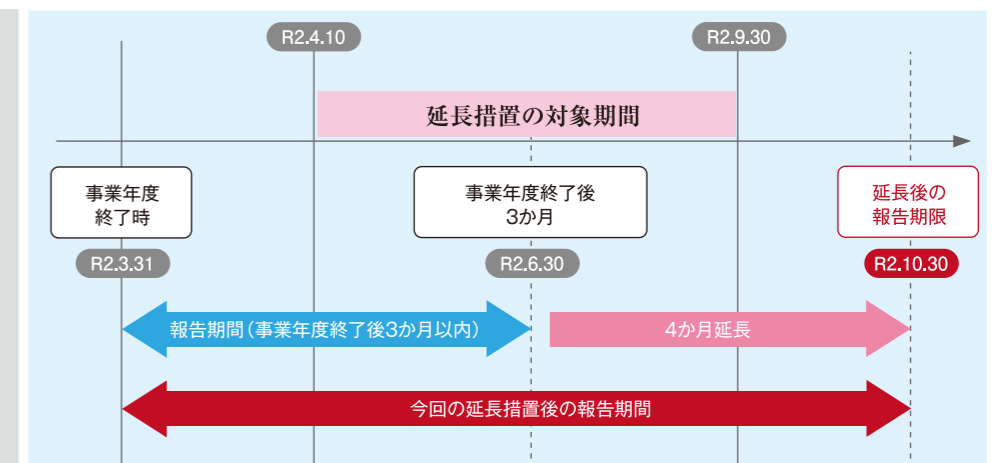 R2.4.10
R2.9.30
延長措置の対象期間
事業年度
終了時
事業年度終了後
3か月
延長後の
報告期限
R2.3.31
R2.6.30
R2.10.30
報告期間(事業年度終了後3か月以内)
4か月延長
今回の延長措置後の報告期間